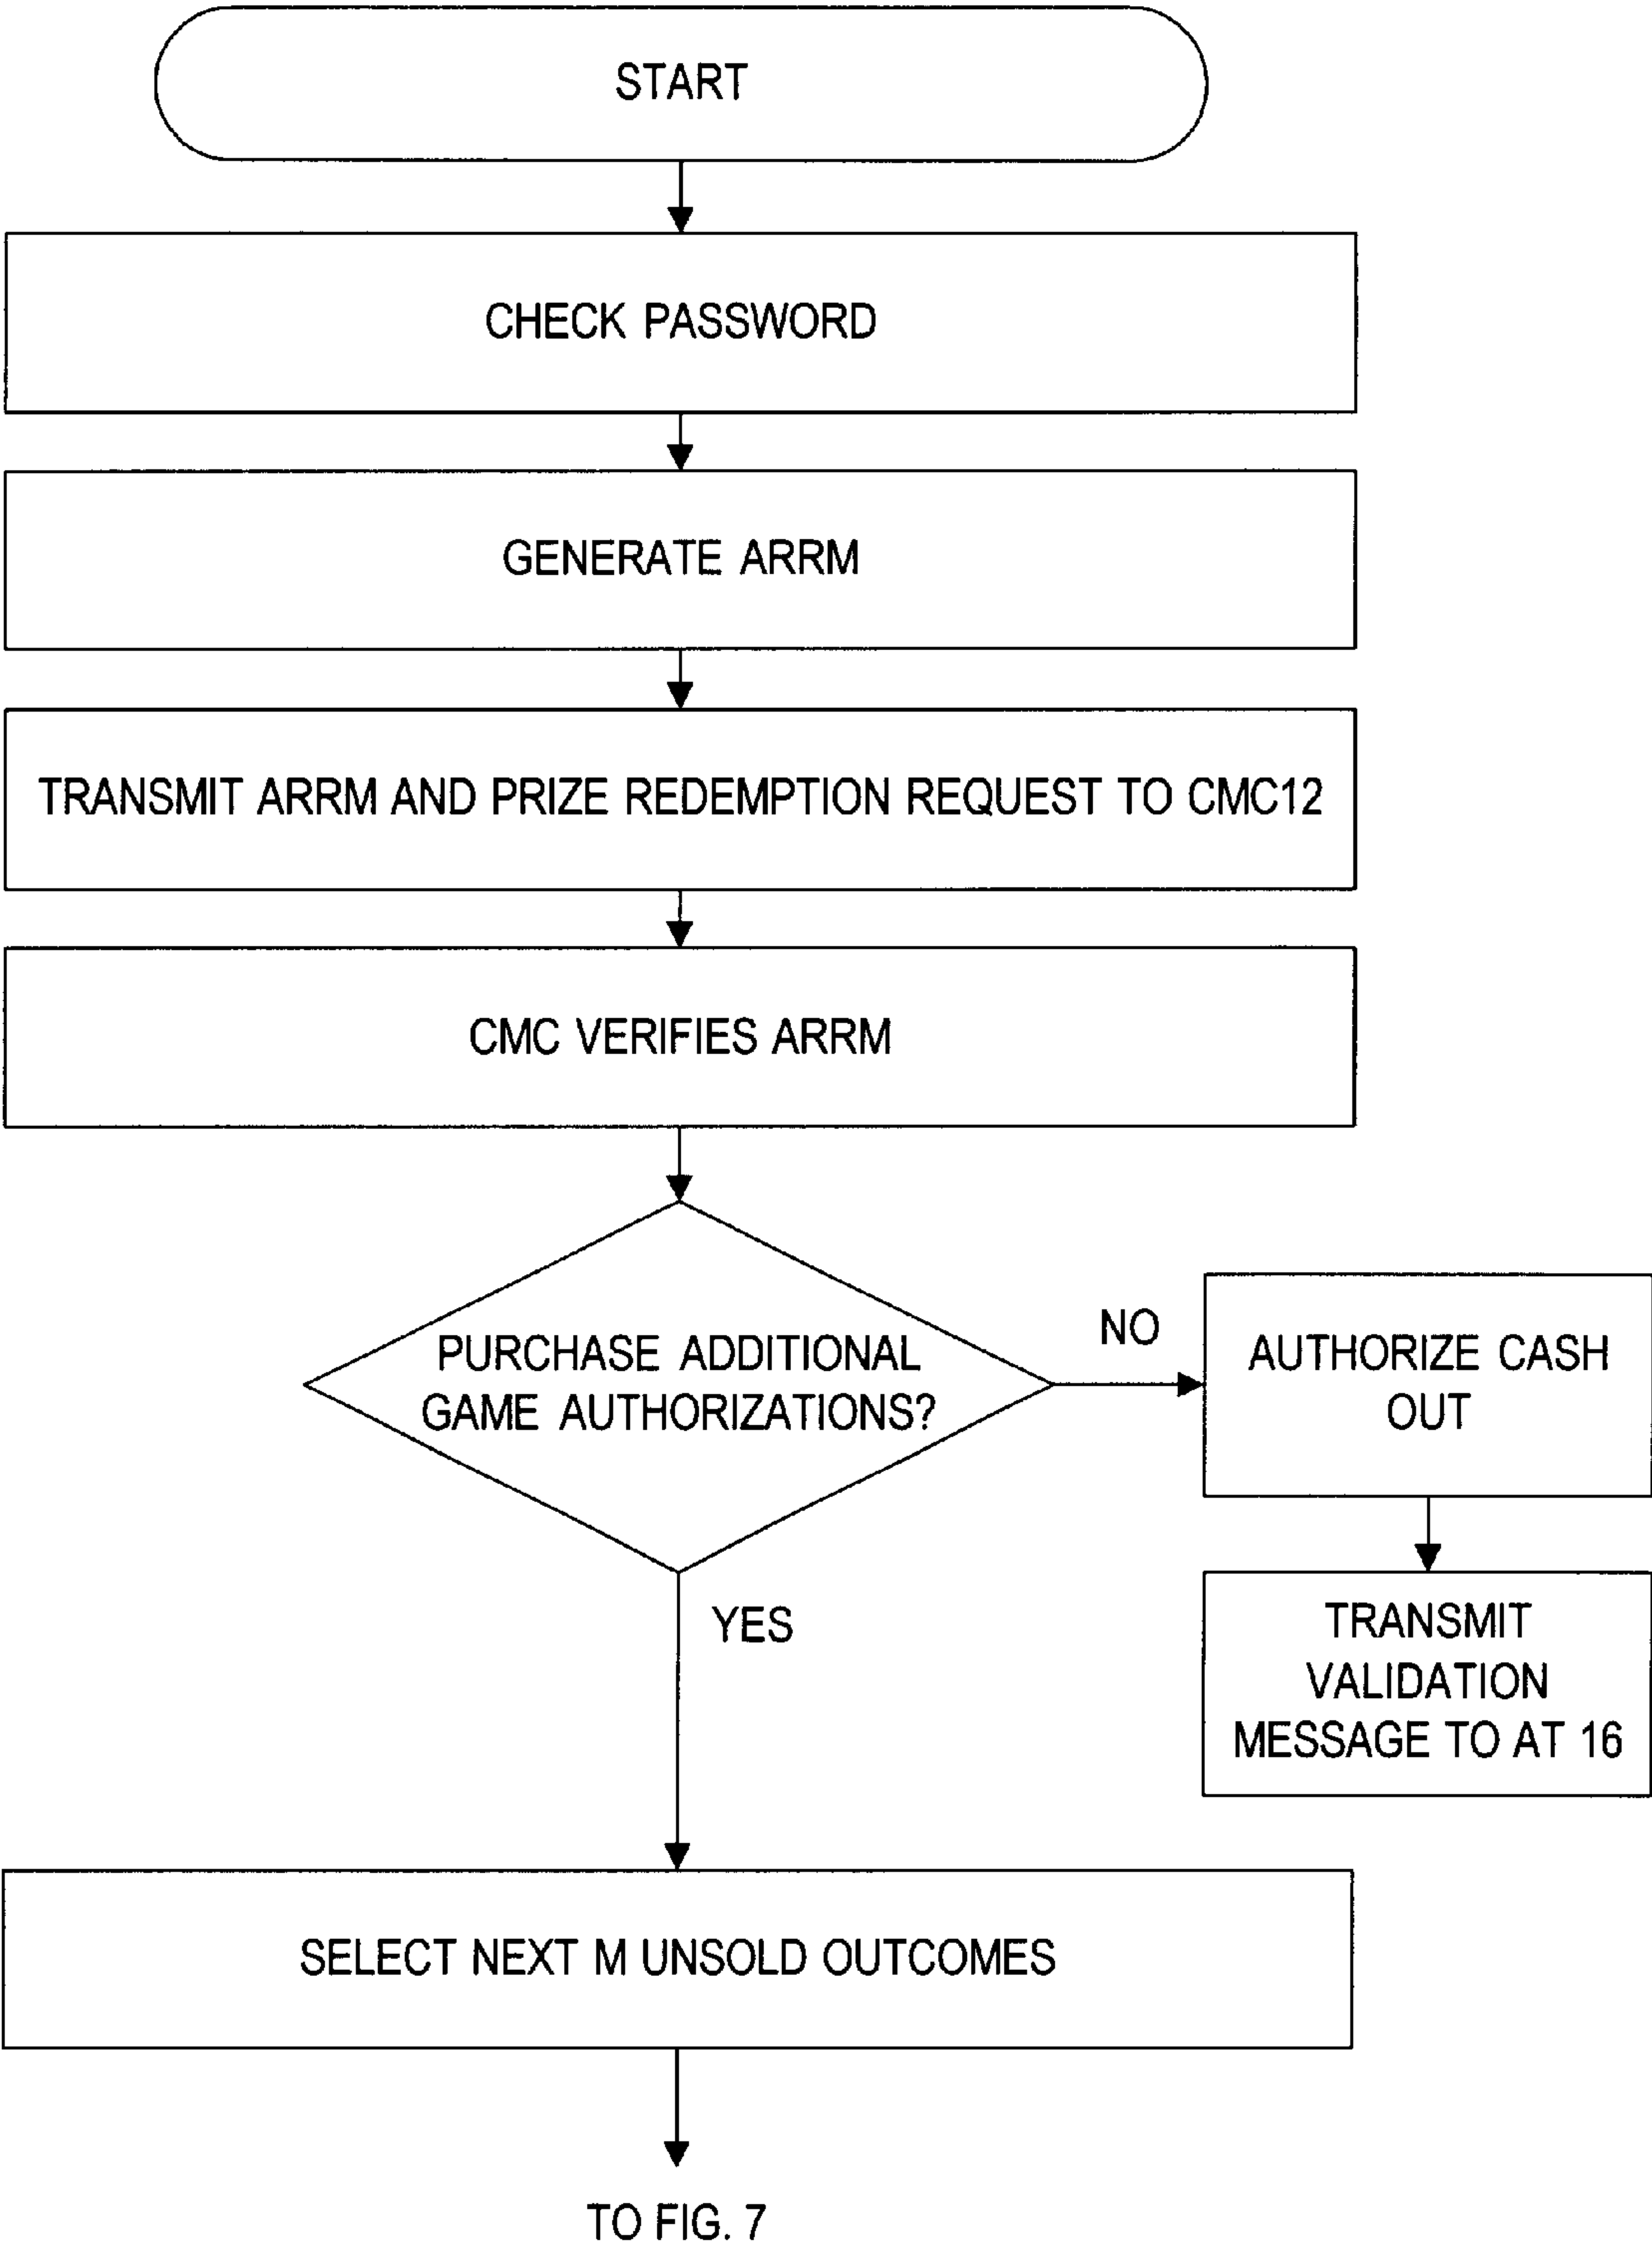 START
CHECK PASSWORD
GENERATE ARRM
TRANSMIT ARRM AND PRIZE REDEMPTION REQUEST TO CMC12
CMC VERIFIES ARRM
PURCHASE ADDITIONAL
GAME AUTHORIZATIONS?
NO
AUTHORIZE CASH
OUT
YES
TRANSMIT
VALIDATION
MESSAGE TO AT 16
SELECT NEXT M UNSOLD OUTCOMES
TO FIG. 7